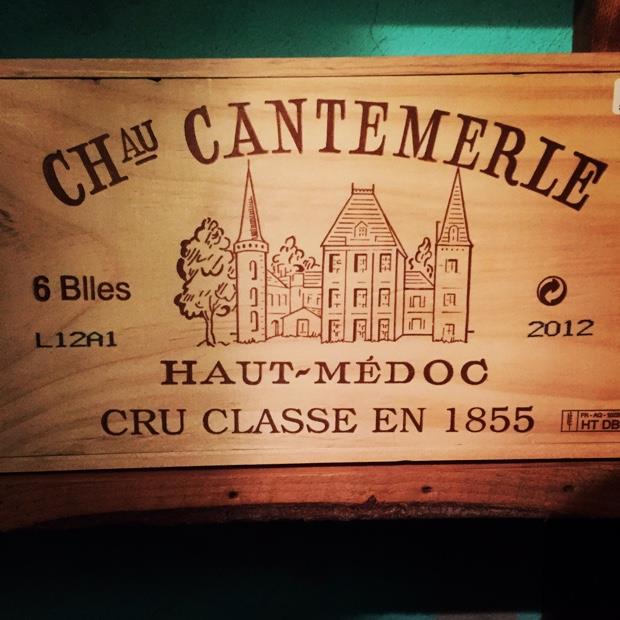 CHAU CANTEMERLE
6 Blles
L12A1
2012
HAUT-MÉDOC
CRU CLASSE EN 1855
HT DB